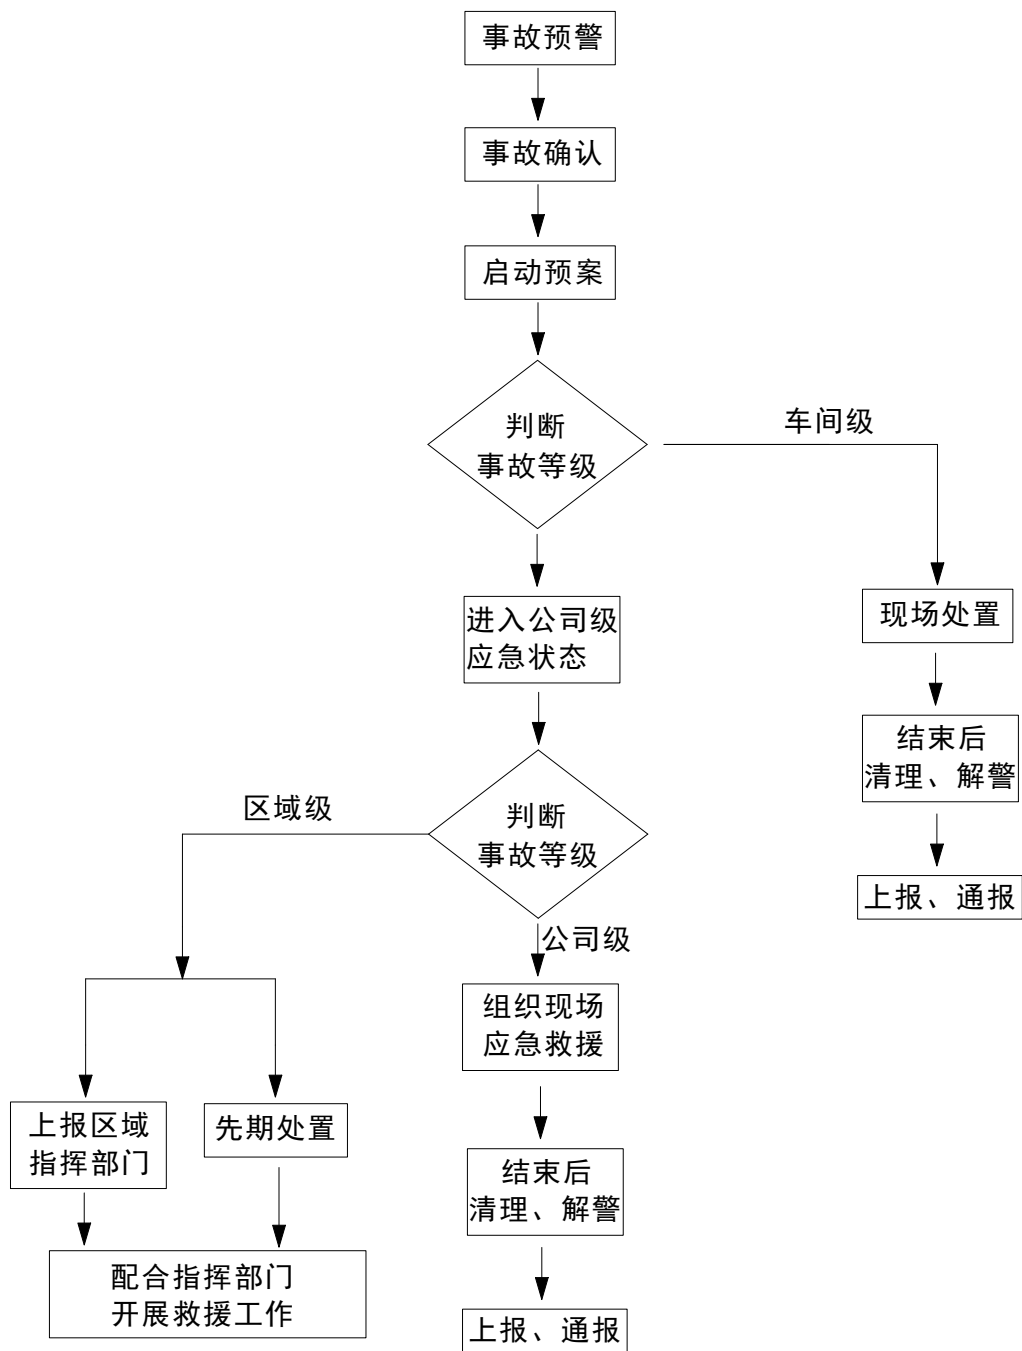 事故预警
事故确认
启动预案
判断
事故等级
车间级
进入公司级
应急状态
现场处置
结束后
清理、解警
上报、通报
区域级
判断
事故等级
公司级
组织现场
应急救援
上报区域
指挥部门
先期处置
结束后
清理、解警
配合指挥部门
开展救援工作
上报、通报